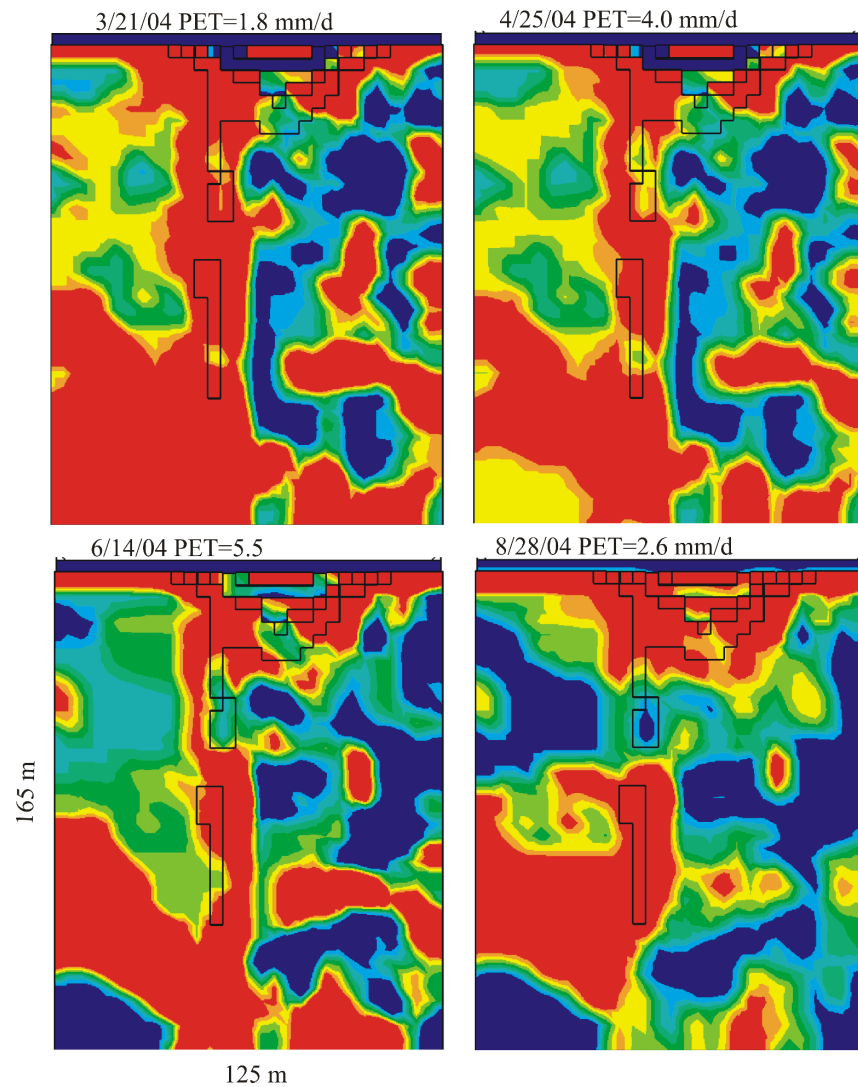 3/21/04 PET=1.8 mm/d
4/25/04 PET=4.0 mm/d
6/14/04 PET=5.5
8/28/04 PET=2.6 mm/d
165 m
125 m